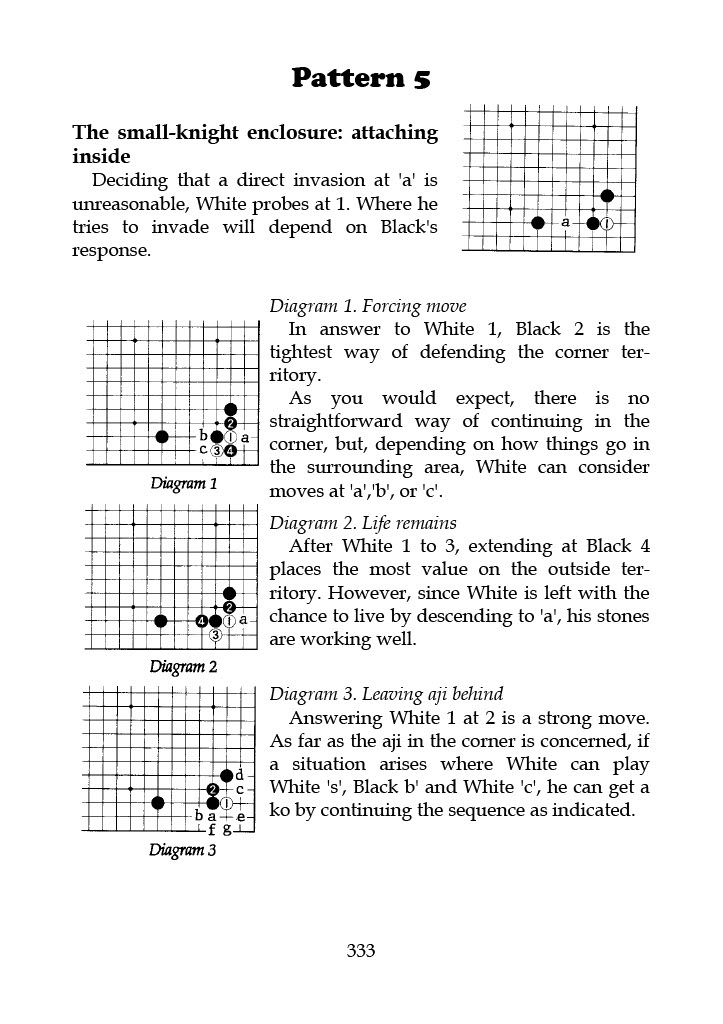 Pattern 5
The small-knight enclosure: attaching
inside
Deciding that a direct invasion at 'a' is
unreasonable, White probes at 1. Where he
tries to invade will depend on Black's
response.
a 1
Diagram 1. Forcing move
In answer to White 1, Black 2 is the
tightest way of defending the corner ter-
ritory.
As you would expect, there is no
straightforward way of continuing in the
corner, but, depending on how things go in
the surrounding area, White can consider
moves at 'a','b', or 'c'.
2
b 1 a
c 3 4
Diagram 1
Diagram 2. Life remains
After White 1 to 3, extending at Black 4
places the most value on the outside ter-
ritory. However, since White is left with the
chance to live by descending to 'a', his stones
are working well.
2
4 1 a
3
Diagram 2
Diagram 3. Leaving aji behind
Answering White 1 at 2 is a strong move.
As far as the aji in the corner is concerned, if
a situation arises where White can play
White 's', Black b' and White 'c', he can get a
ko by continuing the sequence as indicated.
d
2 c
1
b a e
f g
Diagram 3
333